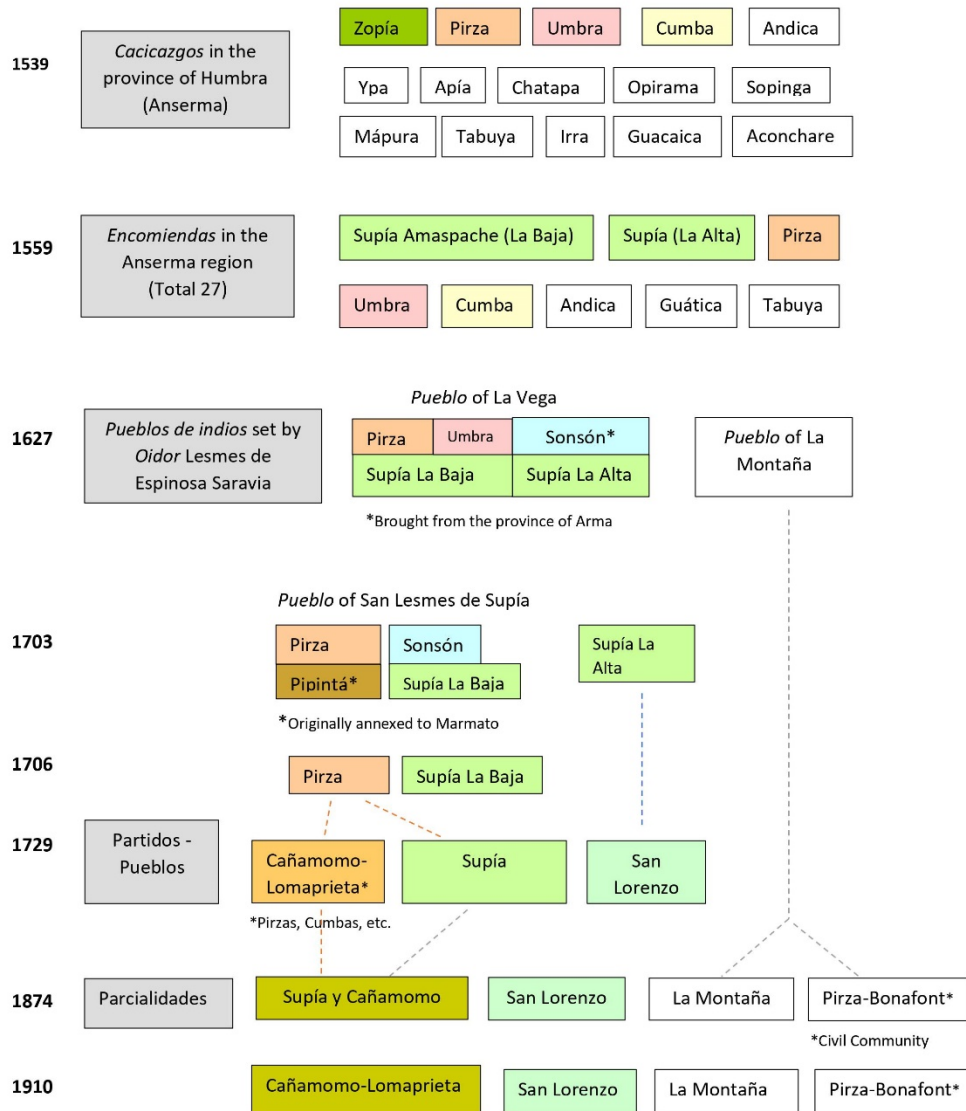 1539
Cacicazgos in the
province of Humbra
(Anserma)
Zopía
Pirza
Umbra
Cumba
Andica
Ypa
Apía
Chatapa
Opirama
Sopinga
Mápura
Tabuya
Irra
Guacaica
Aconchare
1559
Encomiendas in the
Anserma region
(Total 27)
Supía Amaspache (La Baja)
Supía (La Alta)
Pirza
Umbra
Cumba
Andica
Guática
Tabuya
1627
Pueblos de indios set by
Oidor Lesmes de
Espinosa Saravia
Pueblo of La Vega
Pirza
Umbra
Sonsón*
Supía La Baja
Supía La Alta
*Brought from the province of Arma
Pueblo of La
Montaña
1703
Pueblo of San Lesmes de Supía
Pirza
Sonsón
Pipintá*
Supía La Baja
*Originally annexed to Marmato
Supía La
Alta
1706
Pirza
Supía La Baja
1729
Partidos -
Pueblos
Cañamomo-
Lomaprieta*
*Pirzas, Cumbas, etc.
Supía
San
Lorenzo
1874
Parcialidades
Supía y Cañamomo
San Lorenzo
La Montaña
Pirza-Bonafont*
*Civil Community
1910
Cañamomo-Lomaprieta
San Lorenzo
La Montaña
Pirza-Bonafont*